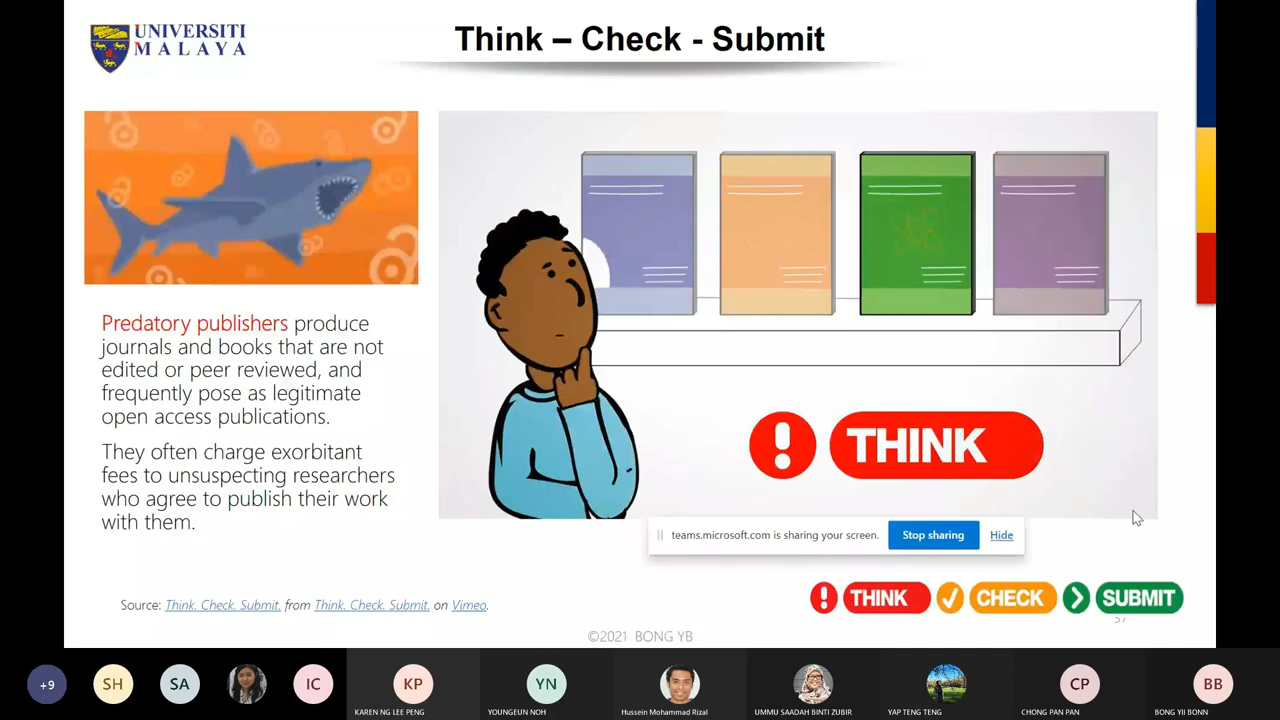 UNIVERSITI
MALAYA
Think – Check - Submit
Predatory publishers produce
journals and books that are not
edited or peer reviewed, and
frequently pose as legitimate
open access publications.
They often charge exorbitant
fees to unsuspecting researchers
who agree to publish their work
with them.
! THINK
teams.microsoft.com is sharing your screen. Stop sharing Hide
Source: Think. Check. Submit. from Think. Check. Submit. on Vimeo.
! THINK CHECK SUBMIT
57
©2021 BONG YB
+9 SH SA IC KP YN CP BB
KAREN NG LEE PENG YOUNGEUN NOH Hussein Mohammad Rizal UMMU SAADAH BINTI ZUBIR YAP TENG TENG CHONG PAN PAN BONG YII BONN